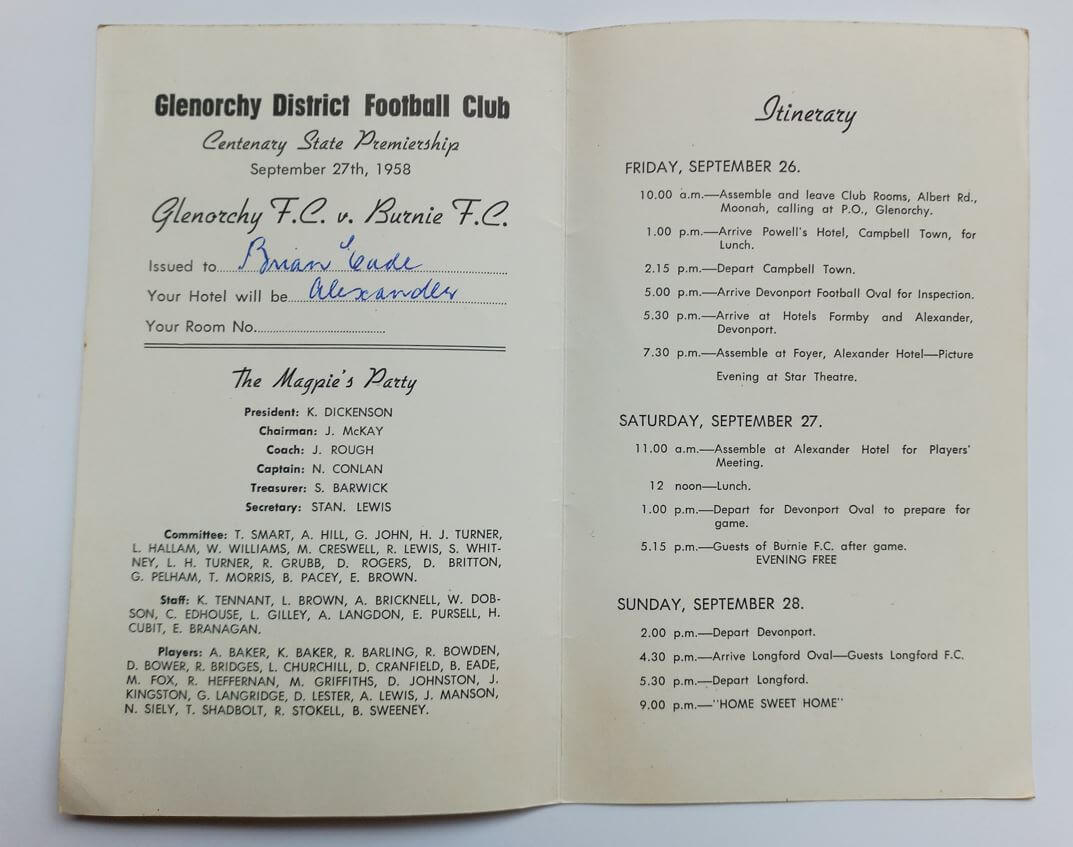 Glenorchy District Football Club
Centenary State Premiership
September 27th, 1958
Glenorchy F.C. v. Burnie F.C.
Issued to Brian Eade
Your Hotel will be Alexander
Your Room No.
The Magpie's Party
President: K. DICKENSON
Chairman: J. McKAY
Coach: J. ROUGH
Captain: N. CONLAN
Treasurer: S. BARWICK
Secretary: STAN. LEWIS
Committee: T. SMART, A. HILL, G. JOHN, H. J. TURNER,
L. HALLAM, W. WILLIAMS, M. CRESWELL, R. LEWIS, S. WHIT-
NEY, L. H. TURNER, R. GRUBB, D. ROGERS, D. BRITTON,
G. PELHAM, T. MORRIS, B. PACEY, E. BROWN.
Staff: K. TENNANT, L. BROWN, A. BRICKNELL, W. DOB-
SON, C. EDHOUSE, L. GILLEY, A. LANGDON, E. PURSELL, H.
CUBIT, E. BRANAGAN.
Players: A. BAKER, K. BAKER, R. BARLING, R. BOWDEN,
D. BOWER, R. BRIDGES, L. CHURCHILL, D. CRANFIELD, B. EADE,
M. FOX, R. HEFFERNAN, M. GRIFFITHS, D. JOHNSTON, J.
KINGSTON, G. LANGRIDGE, D. LESTER, A. LEWIS, J. MANSON,
N. SIELY, T. SHADBOLT, R. STOKELL, B. SWEENEY.
Itinerary
FRIDAY, SEPTEMBER 26.
10.00 a.m.—Assemble and leave Club Rooms, Albert Rd.,
Moonah, calling at P.O., Glenorchy.
1.00 p.m.—Arrive Powell's Hotel, Campbell Town, for
Lunch.
2.15 p.m.—Depart Campbell Town.
5.00 p.m.—Arrive Devonport Football Oval for Inspection.
5.30 p.m.—Arrive at Hotels Formby and Alexander,
Devonport.
7.30 p.m.—Assemble at Foyer, Alexander Hotel—Picture
Evening at Star Theatre.
SATURDAY, SEPTEMBER 27.
11.00 a.m.—Assemble at Alexander Hotel for Players'
Meeting.
12 noon—Lunch.
1.00 p.m.—Depart for Devonport Oval to prepare for
game.
5.15 p.m.—Guests of Burnie F.C. after game.
EVENING FREE
SUNDAY, SEPTEMBER 28.
2.00 p.m.—Depart Devonport.
4.30 p.m.—Arrive Longford Oval—Guests Longford F.C.
5.30 p.m.—Depart Longford.
9.00 p.m.—"HOME SWEET HOME"